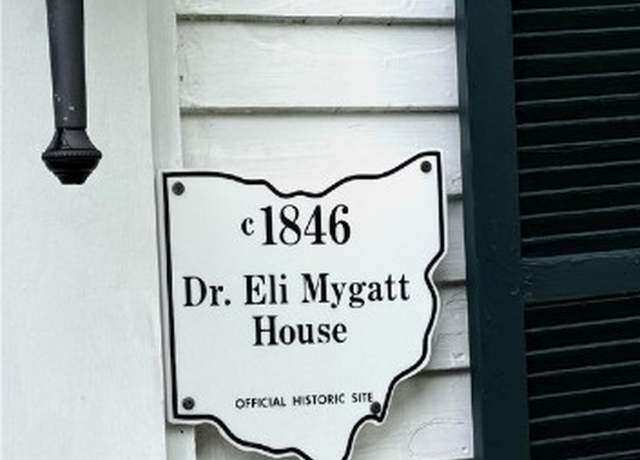 c1846
Dr. Eli Mygatt
House
OFFICIAL HISTORIC SITE